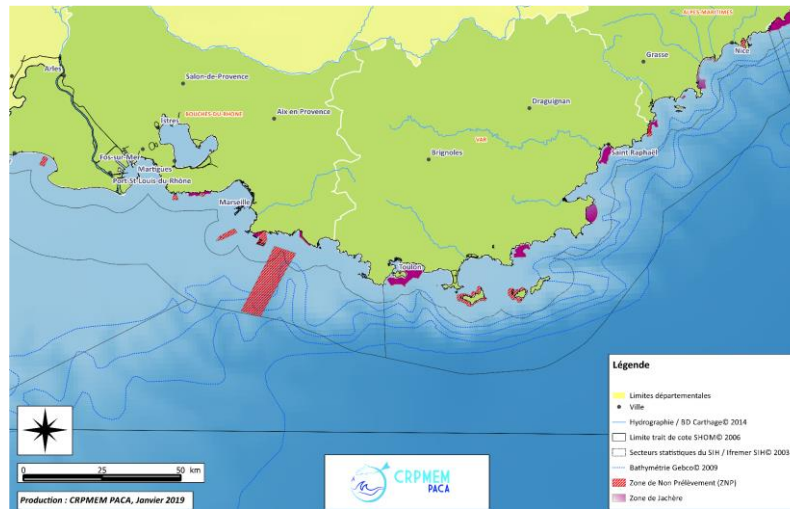 ALPES-MARITIMES
Nice
Arles
Grasse
Salon-de-Provence
Draguignan
BOUCHES-DU-RHONE
Istres
Aix en Provence
VAR
Brignoles
Saint Raphaël
Fos-sur-Mer
Martigues
Port-St-Louis-du-Rhône
Marseille
Toulon
Légende
Limites départementales
Ville
Hydrographie / BD Carthage© 2014
Limite trait de cote SHOM© 2006
Secteurs statistiques du SIH / Ifremer SIH© 2003
Bathymétrie Gebco© 2009
Zone de Non Prélèvement (ZNP)
Zone de Jachère
0 25 50 km
CRPMEM
PACA
Production : CRPMEM PACA, Janvier 2019